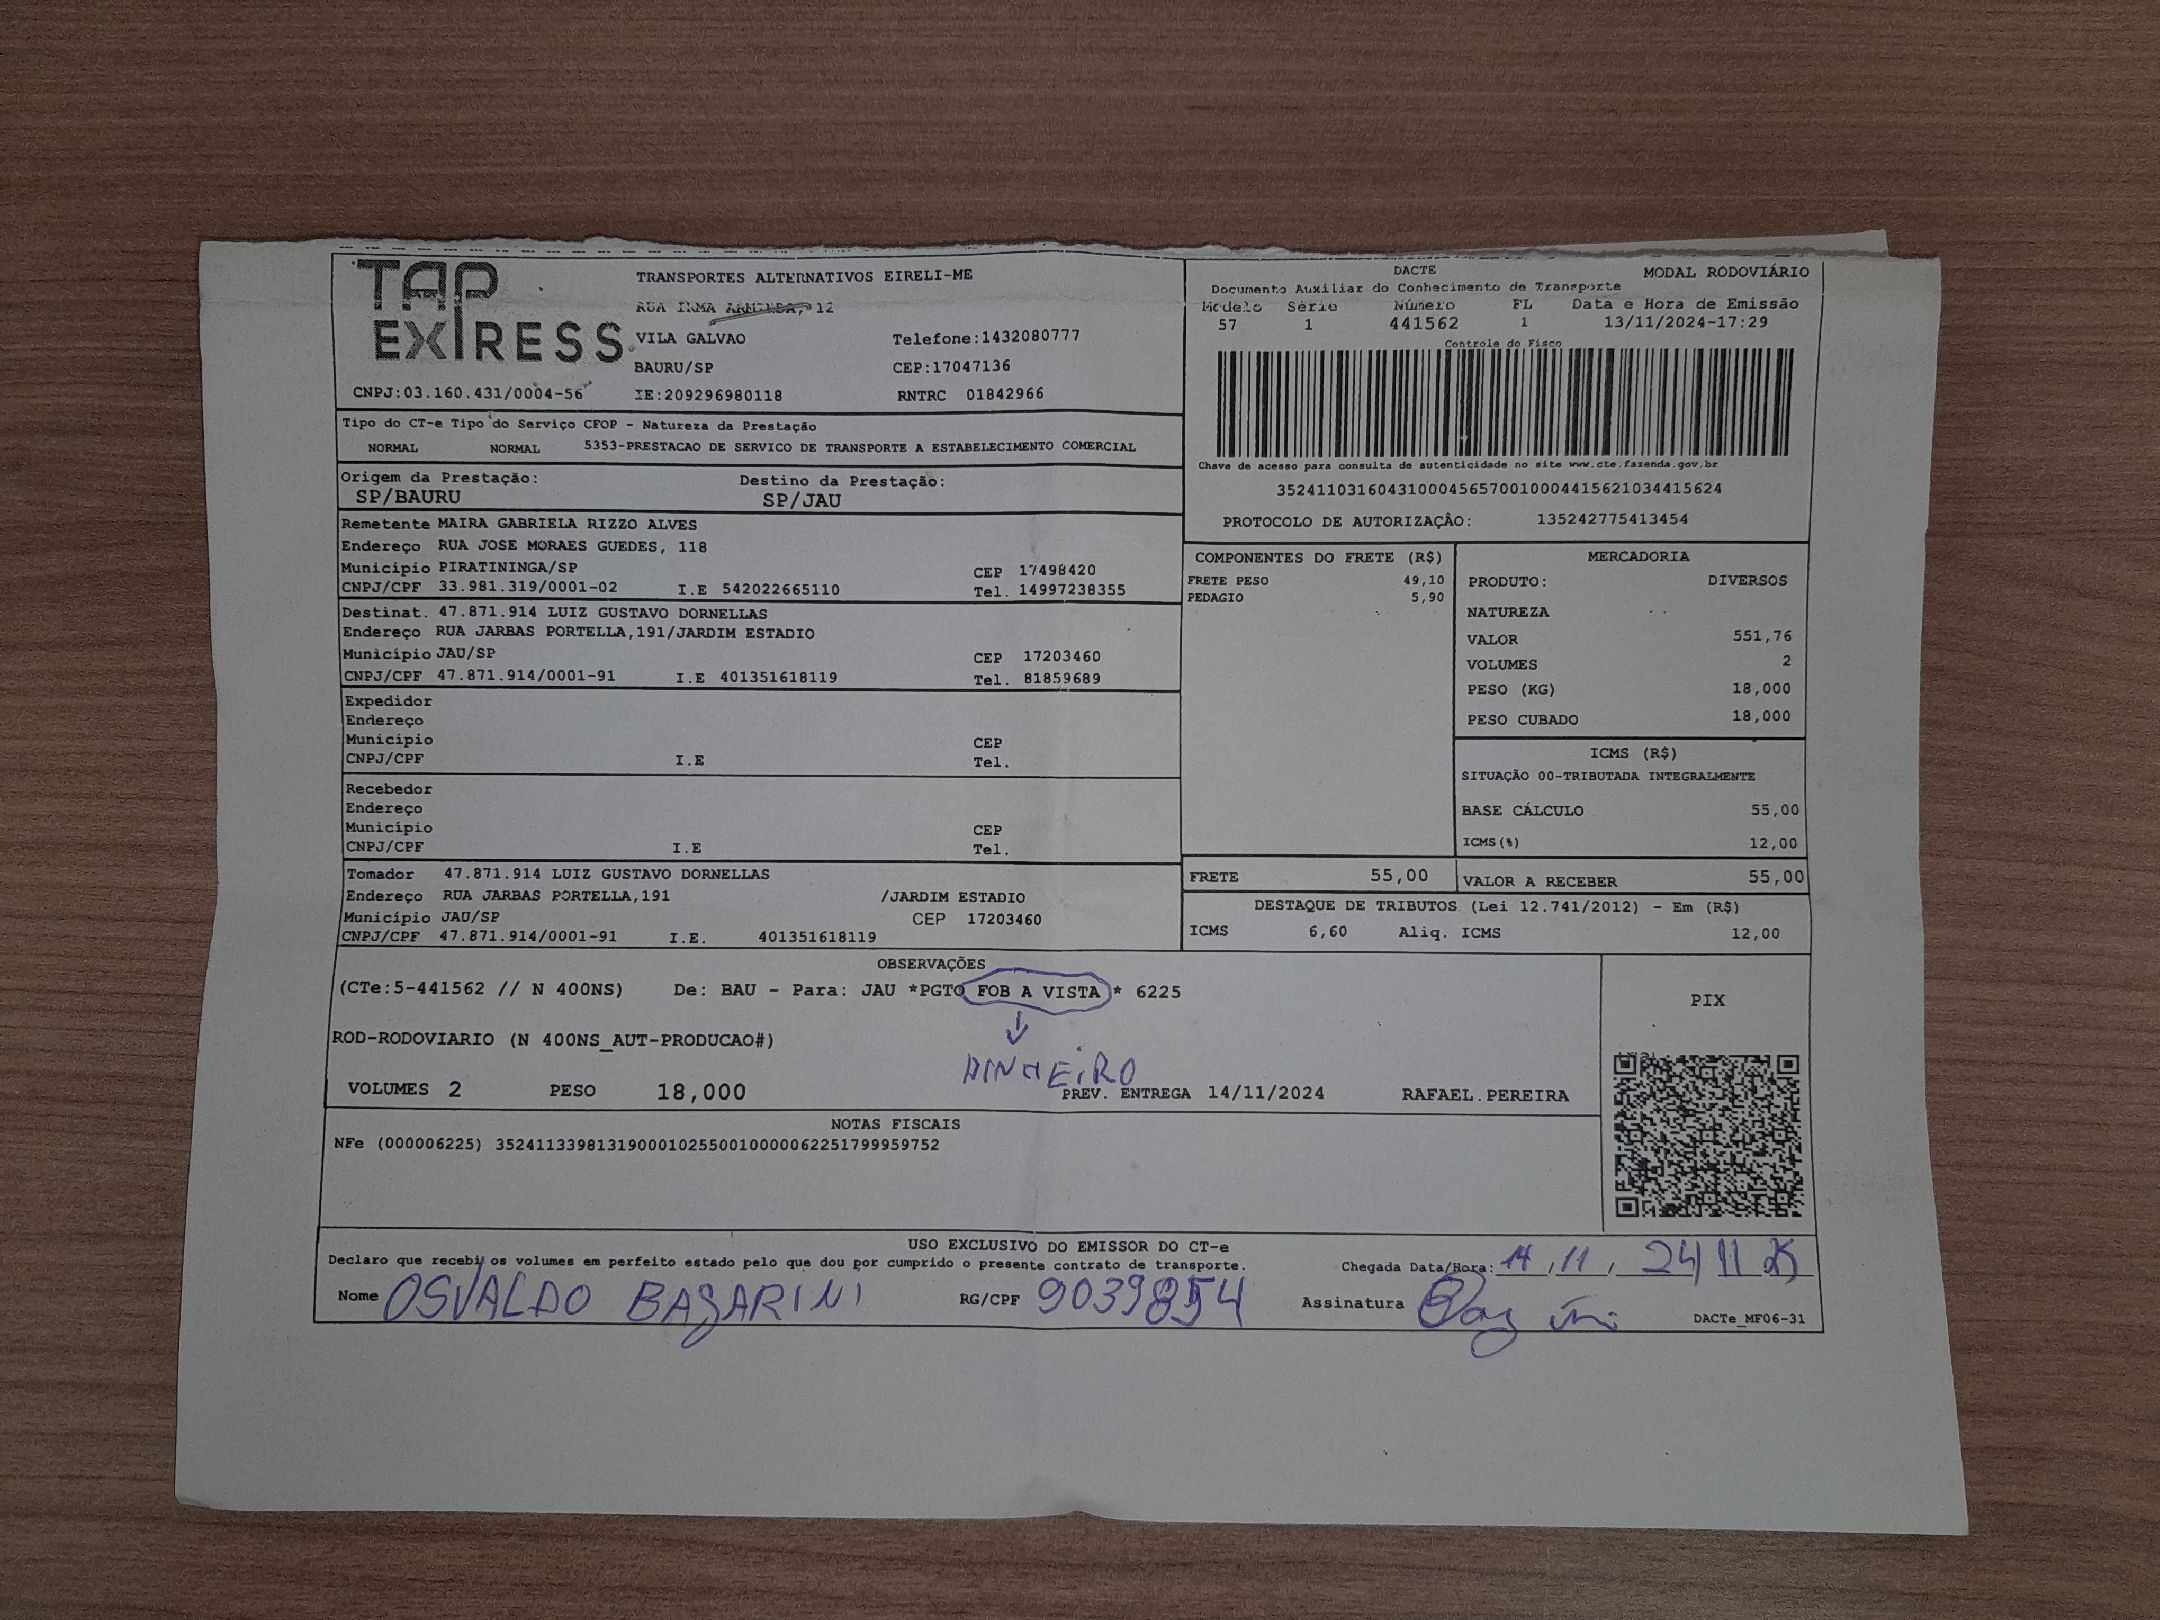 TAP EXPRESS
TRANSPORTES ALTERNATIVOS EIRELI-ME
RUA IRMA ARMINDA, 12
VILA GALVAO Telefone:1432080777
BAURU/SP CEP:17047136
CNPJ:03.160.431/0004-56 IE:209296980118 RNTRC 01842966
DACTE MODAL RODOVIÁRIO
Documento Auxiliar do Conhecimento de Transporte
Modelo Série Número FL Data e Hora de Emissão
57 1 441562 1 13/11/2024-17:29
Controle do Fisco
Chave de acesso para consulta de autenticidade no site www.cte.fazenda.gov.br
35241103160431000456570010004415621034415624
PROTOCOLO DE AUTORIZAÇÂO: 135242775413454
Tipo do CT-e Tipo do Serviço CFOP - Natureza da Prestação
NORMAL NORMAL 5353-PRESTACAO DE SERVICO DE TRANSPORTE A ESTABELECIMENTO COMERCIAL
Origem da Prestação: Destino da Prestação:
SP/BAURU SP/JAU
Remetente MAIRA GABRIELA RIZZO ALVES
Endereço RUA JOSE MORAES GUEDES, 118
Município PIRATININGA/SP CEP 17498420
CNPJ/CPF 33.981.319/0001-02 I.E 542022665110 Tel. 14997238355
Destinat. 47.871.914 LUIZ GUSTAVO DORNELLAS
Endereço RUA JARBAS PORTELLA,191/JARDIM ESTADIO
Município JAU/SP CEP 17203460
CNPJ/CPF 47.871.914/0001-91 I.E 401351618119 Tel. 81859689
Expedidor
Endereço
Município CEP
CNPJ/CPF I.E Tel.
Recebedor
Endereço
Município CEP
CNPJ/CPF I.E Tel.
Tomador 47.871.914 LUIZ GUSTAVO DORNELLAS
Endereço RUA JARBAS PORTELLA,191 /JARDIM ESTADIO
Município JAU/SP CEP 17203460
CNPJ/CPF 47.871.914/0001-91 I.E. 401351618119
COMPONENTES DO FRETE (R$)
FRETE PESO 49,10
PEDAGIO 5,90
MERCADORIA
PRODUTO: DIVERSOS
NATUREZA
VALOR 551,76
VOLUMES 2
PESO (KG) 18,000
PESO CUBADO 18,000
ICMS (R$)
SITUAÇÃO 00-TRIBUTADA INTEGRALMENTE
BASE CÁLCULO 55,00
ICMS(%) 12,00
FRETE 55,00 VALOR A RECEBER 55,00
DESTAQUE DE TRIBUTOS (Lei 12.741/2012) - Em (R$)
ICMS 6,60 Aliq. ICMS 12,00
OBSERVAÇÕES
(CTe:5-441562 // N 400NS) De: BAU - Para: JAU *PGTO FOB A VISTA * 6225
ROD-RODOVIARIO (N 400NS_AUT-PRODUCAO#)
DINHEIRO
VOLUMES 2 PESO 18,000 PREV. ENTREGA 14/11/2024 RAFAEL.PEREIRA
PIX
NOTAS FISCAIS
NFe (000006225) 35241133981319000102550010000062251799959752
USO EXCLUSIVO DO EMISSOR DO CT-e
Declaro que recebi os volumes em perfeito estado pelo que dou por cumprido o presente contrato de transporte.
Chegada Data/Hora: 14, 11, 24 11
Nome OSVALDO BAGARINI RG/CPF 9039854 Assinatura
DACTe_MF06-31